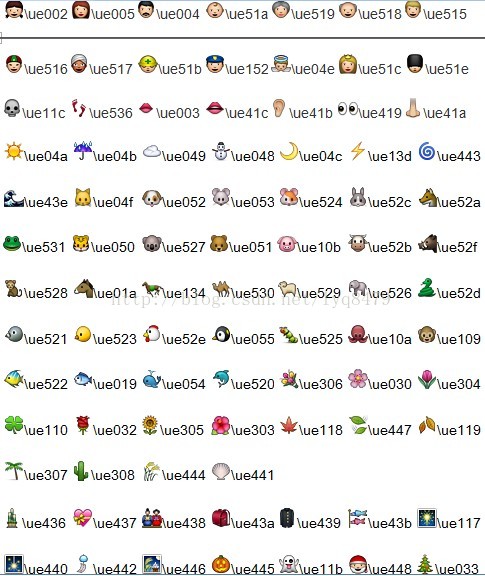 \ue002 \ue005 \ue004 \ue51a \ue519 \ue518 \ue515
\ue516 \ue517 \ue51b \ue152 \ue04e \ue51c \ue51e
\ue11c \ue536 \ue003 \ue41c \ue41b \ue419 \ue41a
\ue04a \ue04b \ue049 \ue048 \ue04c \ue13d \ue443
\ue43e \ue04f \ue052 \ue053 \ue524 \ue52c \ue52a
\ue531 \ue050 \ue527 \ue051 \ue10b \ue52b \ue52f
\ue528 \ue01a \ue134 \ue530 \ue529 \ue526 \ue52d
\ue521 \ue523 \ue52e \ue055 \ue525 \ue10a \ue109
\ue522 \ue019 \ue054 \ue520 \ue306 \ue030 \ue304
\ue110 \ue032 \ue305 \ue303 \ue118 \ue447 \ue119
\ue307 \ue308 \ue444 \ue441
\ue436 \ue437 \ue438 \ue43a \ue439 \ue43b \ue117
\ue440 \ue442 \ue446 \ue445 \ue11b \ue448 \ue033